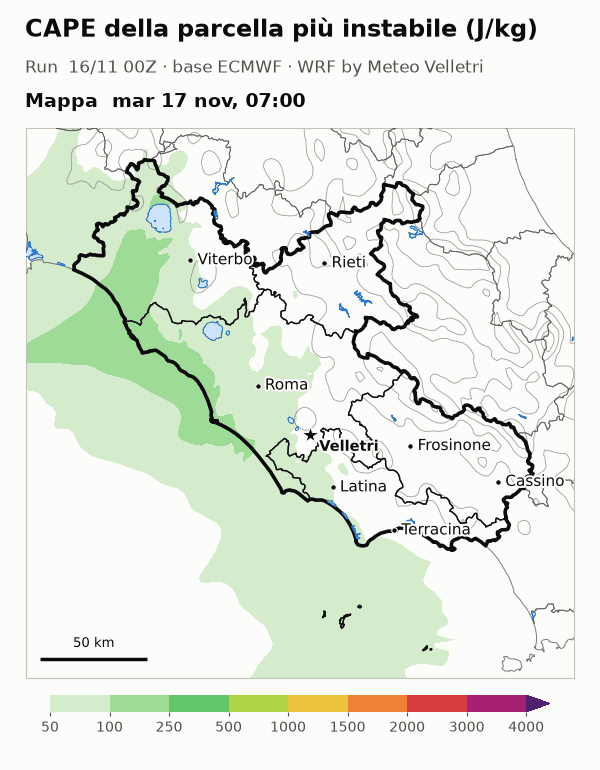 CAPE della parcella più instabile (J/kg)
Run  16/11 00Z · base ECMWF · WRF by Meteo Velletri
Mappa  mar 17 nov, 07:00
Viterbo
Rieti
Roma
Velletri
Frosinone
Cassino
Latina
Terracina
50 km
50 100 250 500 1000 1500 2000 3000 4000